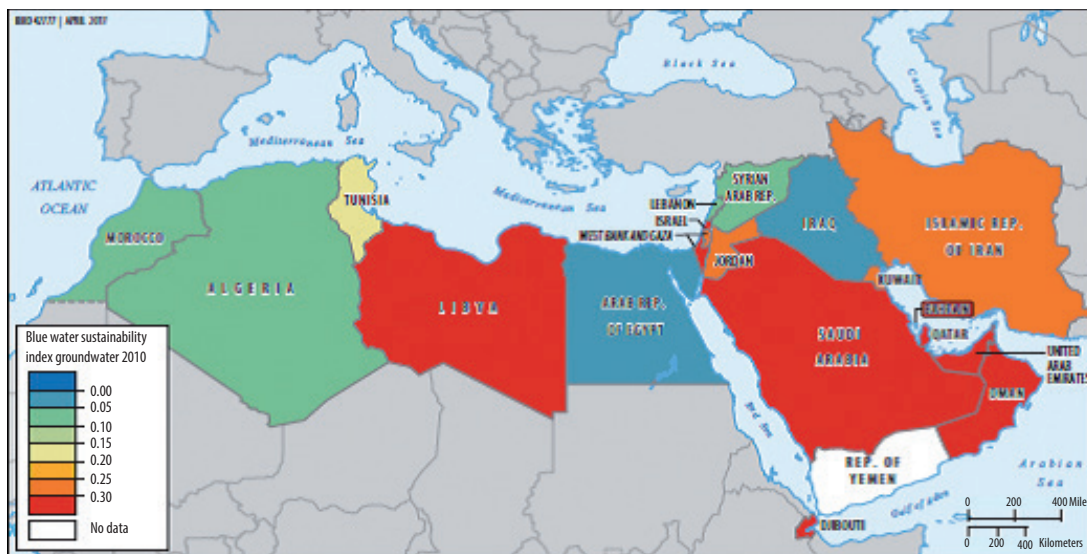 IBRD 42777 | APRIL 2017
Black Sea
Caspian
Sea
Mediterranean Sea
ATLANTIC
OCEAN
TUNISIA
Mediterranean Sea
SYRIAN
ARAB REP.
LEBANON
ISRAEL
WEST BANK AND GAZA
IRAQ
ISLAMIC REP.
OF IRAN
MOROCCO
JORDAN
ALGERIA
LIBYA
ARAB REP.
OF EGYPT
KUWAIT
BAHRAIN
QATAR
SAUDI
ARABIA
UNITED
ARAB
EMIRATES
OMAN
Red Sea
REP. OF
YEMEN
Arabian
Sea
Gulf of Aden
DJIBOUTI
Blue water sustainability
index groundwater 2010
0.00
0.05
0.10
0.15
0.20
0.25
0.30
No data
0 200 400 Miles
0 200 400 Kilometers